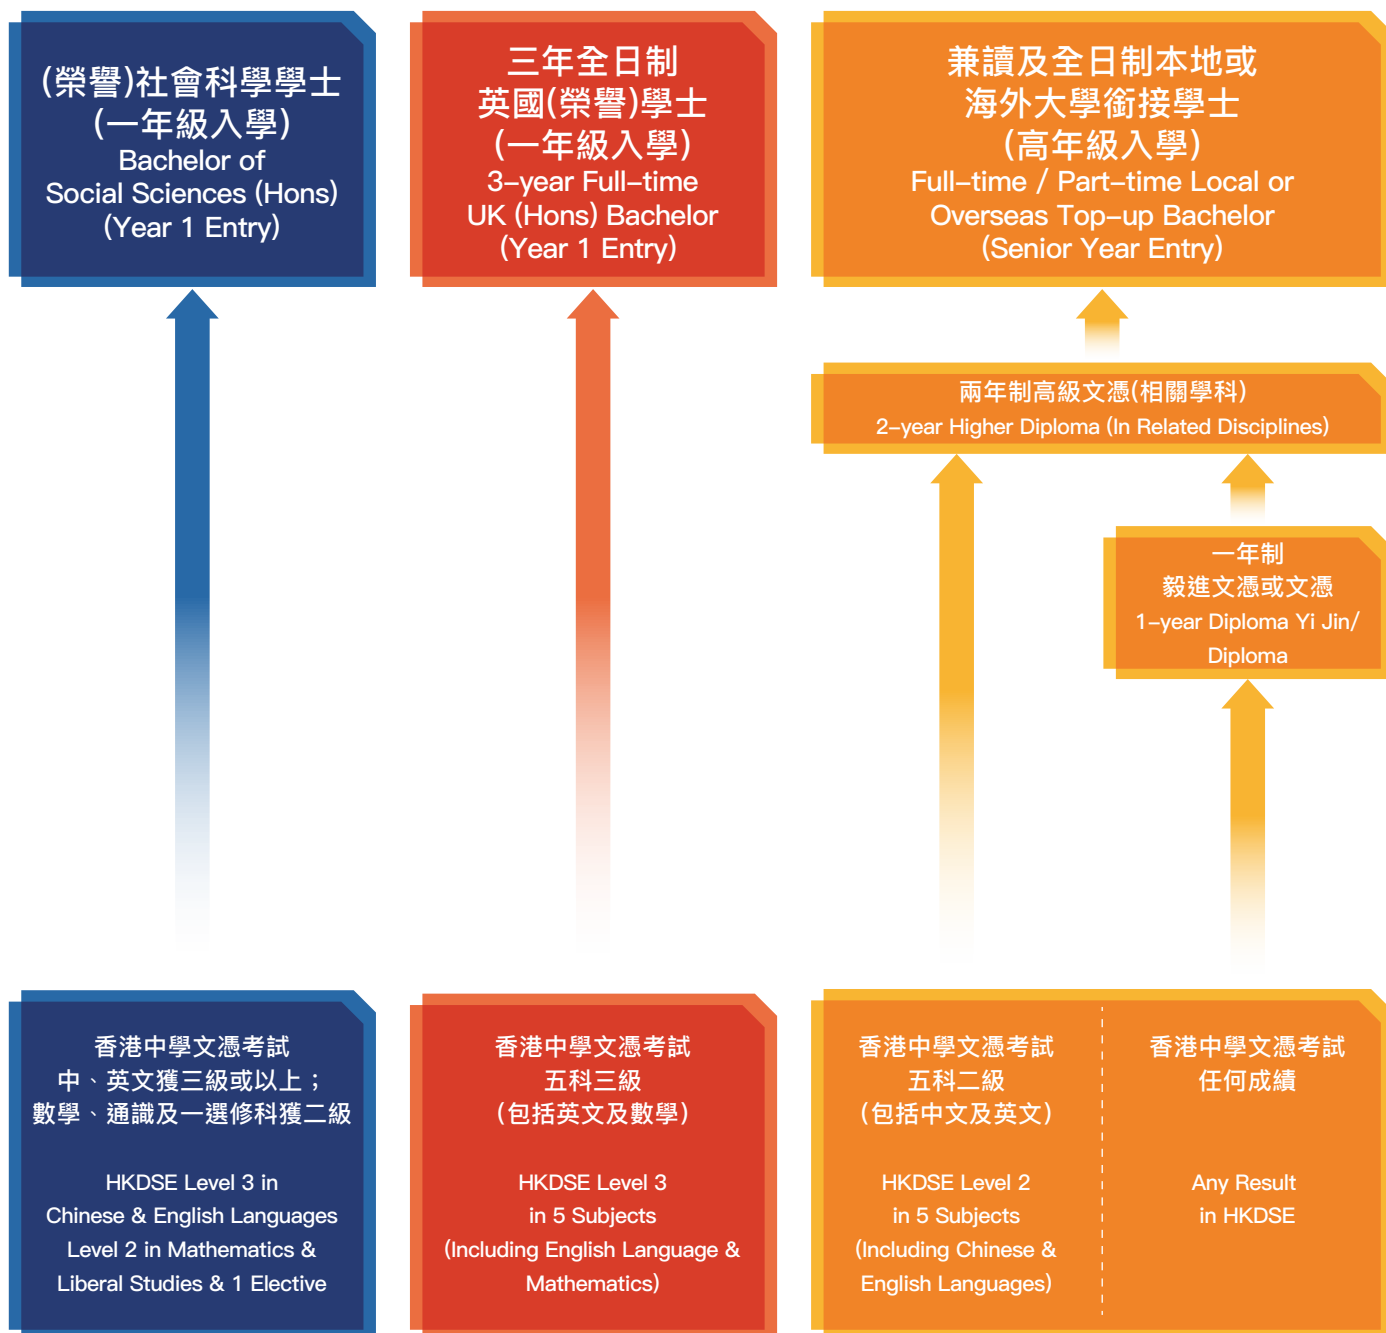 (榮譽)社會科學學士
(一年級入學)
Bachelor of
Social Sciences (Hons)
(Year 1 Entry)
三年全日制
英國(榮譽)學士
(一年級入學)
3-year Full-time
UK (Hons) Bachelor
(Year 1 Entry)
兼讀及全日制本地或
海外大學銜接學士
(高年級入學)
Full-time / Part-time Local or
Overseas Top-up Bachelor
(Senior Year Entry)
兩年制高級文憑(相關學科)
2-year Higher Diploma (In Related Disciplines)
一年制
毅進文憑或文憑
1-year Diploma Yi Jin/
Diploma
香港中學文憑考試
中、英文獲三級或以上；
數學、通識及一選修科獲二級
HKDSE Level 3 in
Chinese & English Languages
Level 2 in Mathematics &
Liberal Studies & 1 Elective
香港中學文憑考試
五科三級
(包括英文及數學)
HKDSE Level 3
in 5 Subjects
(Including English Language &
Mathematics)
香港中學文憑考試
五科二級
(包括中文及英文)
HKDSE Level 2
in 5 Subjects
(Including Chinese &
English Languages)
香港中學文憑考試
任何成績
Any Result
in HKDSE